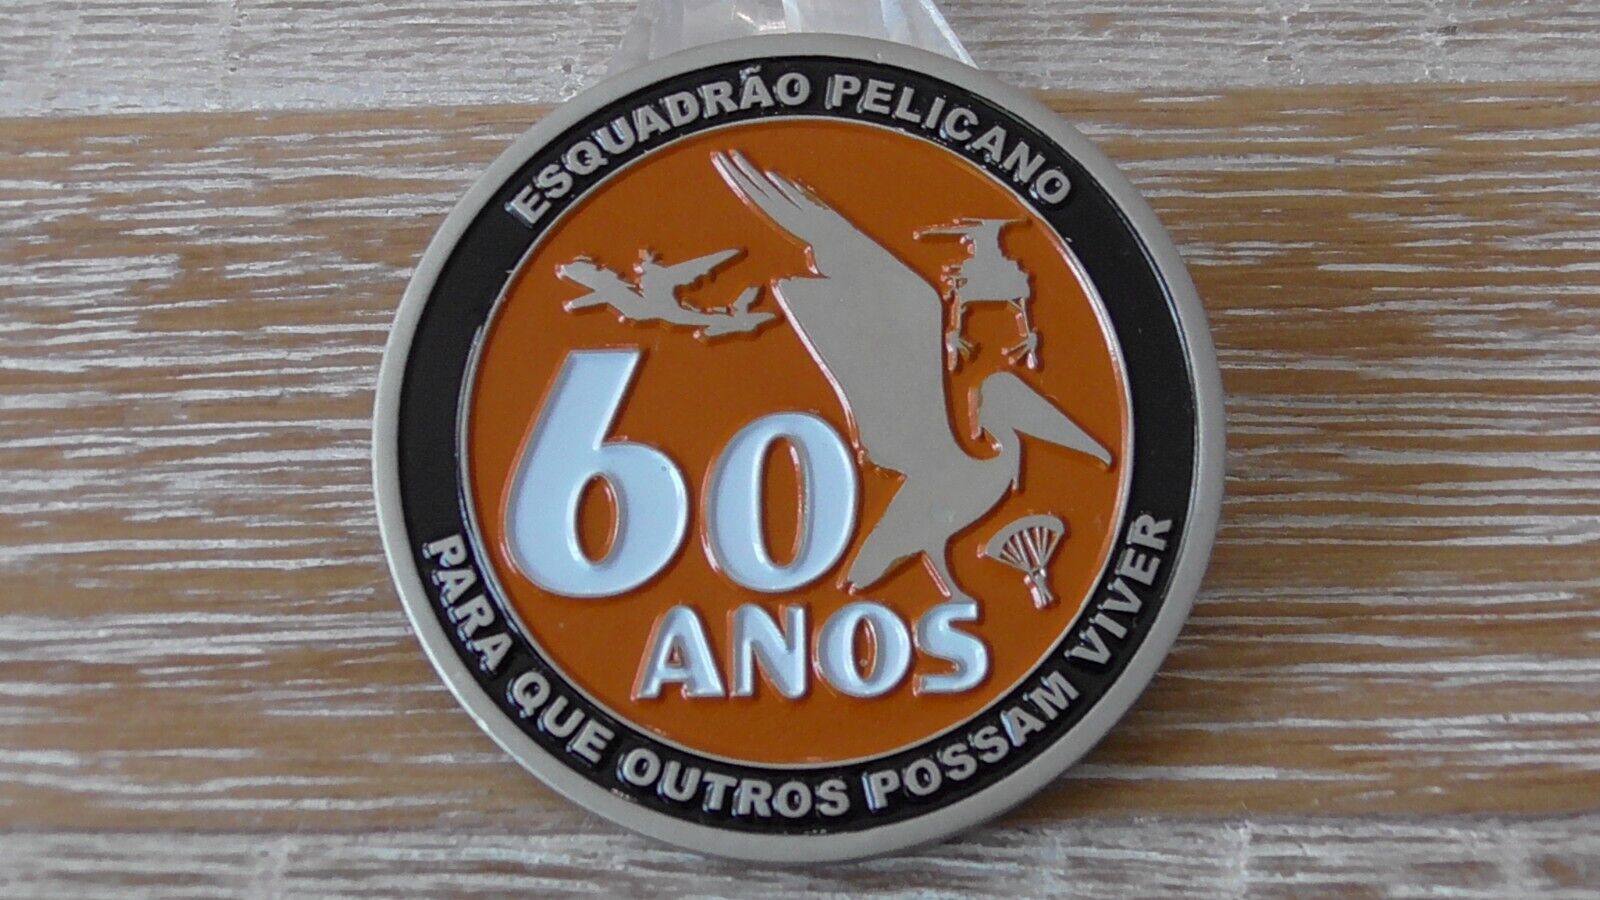 ESQUADRÃO PELICANO
60
ANOS
PARA QUE OUTROS POSSAM VIVER